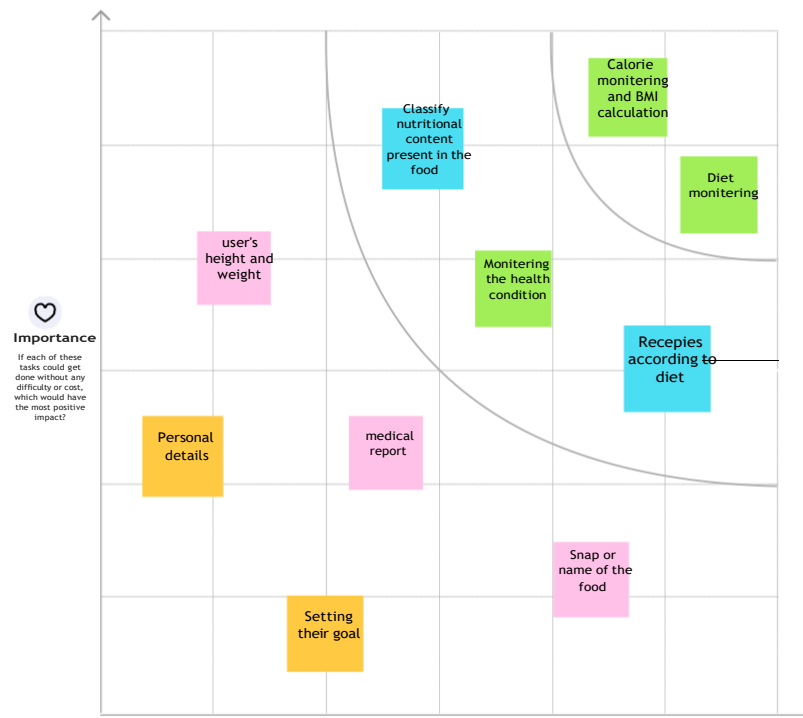 Calorie
monitering
and BMI
calculation
Classify
nutritional
content
present in the
food
Diet
monitering
user's
height and
weight
Monitering
the health
condition
Importance
If each of these
tasks could get
done without any
difficulty or cost,
which would have
the most positive
impact?
Recepies
according to
diet
Personal
details
medical
report
Snap or
name of the
food
Setting
their goal